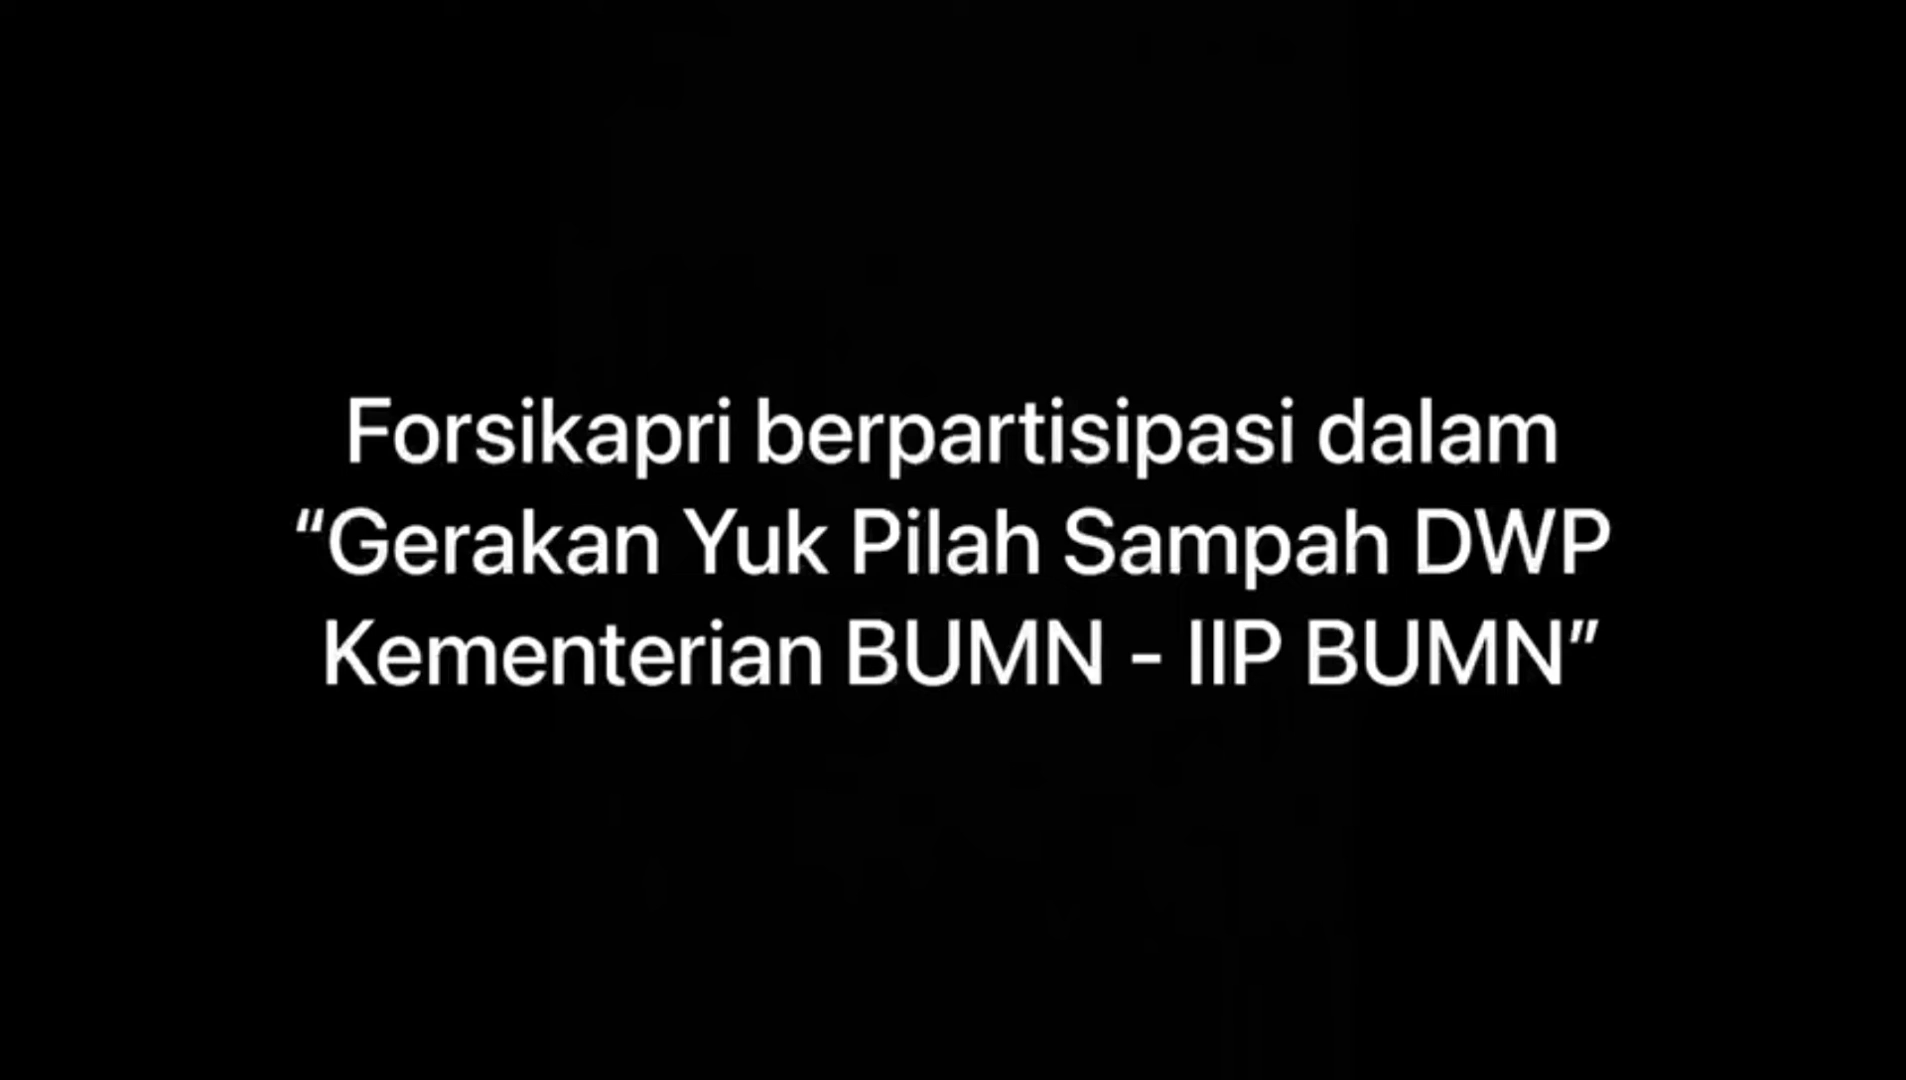 Forsikapri berpartisipasi dalam
“Gerakan Yuk Pilah Sampah DWP
Kementerian BUMN - IIP BUMN”